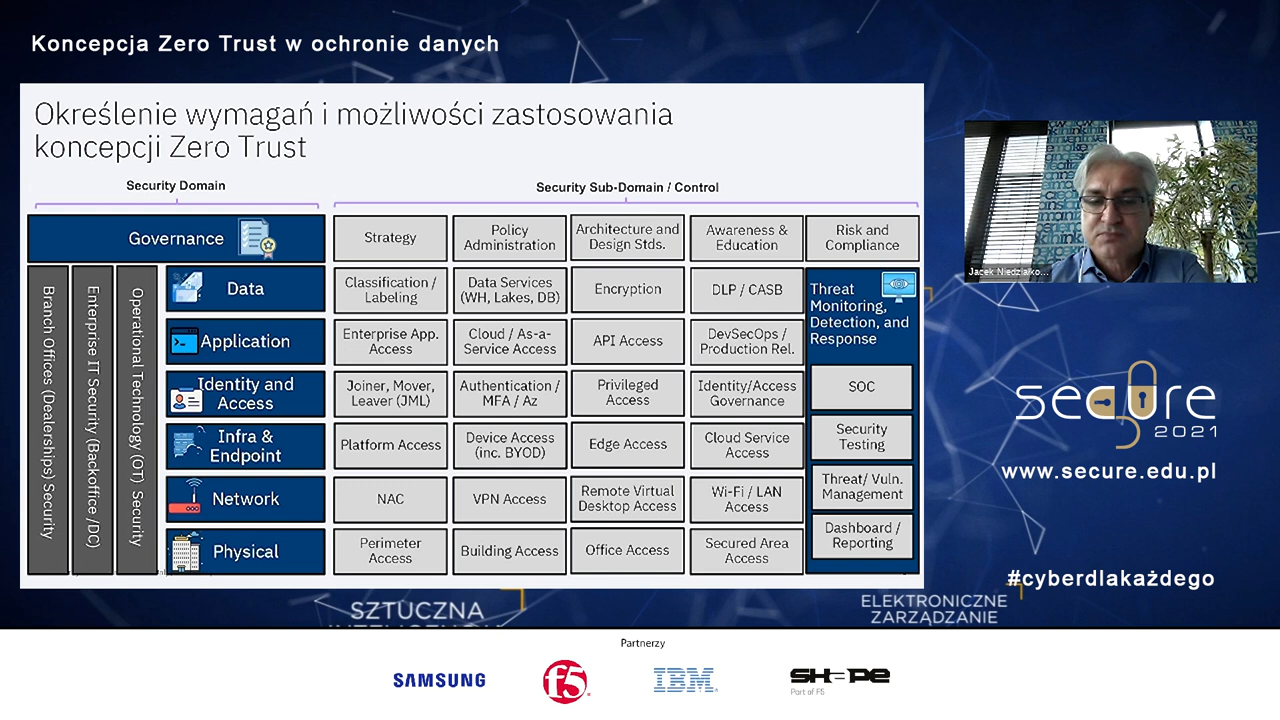 Koncepcja Zero Trust w ochronie danych
Określenie wymagań i możliwości zastosowania
koncepcji Zero Trust
Security Domain
Security Sub-Domain / Control
Governance
Strategy
Policy
Administration
Architecture and
Design Stds.
Awareness &
Education
Risk and
Compliance
Branch Offices (Dealerships) Security
Enterprise IT Security (Backoffice /DC)
Operational Technology (OT) Security
Data
Classification /
Labeling
Data Services
(WH, Lakes, DB)
Encryption
DLP / CASB
Application
Enterprise App.
Access
Cloud / As-a-
Service Access
API Access
DevSecOps /
Production Rel.
Identity and
Access
Joiner, Mover,
Leaver (JML)
Authentication /
MFA / Az
Privileged
Access
Identity/Access
Governance
Infra &
Endpoint
Platform Access
Device Access
(inc. BYOD)
Edge Access
Cloud Service
Access
Network
NAC
VPN Access
Remote Virtual
Desktop Access
Wi-Fi / LAN
Access
Physical
Perimeter
Access
Building Access
Office Access
Secured Area
Access
Threat
Monitoring,
Detection, and
Response
SOC
Security
Testing
Threat/ Vuln.
Management
Dashboard /
Reporting
Jacek Niedziałko...
secure
2021
www.secure.edu.pl
#cyberdlakażdego
SZTUCZNA
ELEKTRONICZNE
ZARZĄDZANIE
Partnerzy
SAMSUNG
f5
IBM
SHAPE
Part of F5